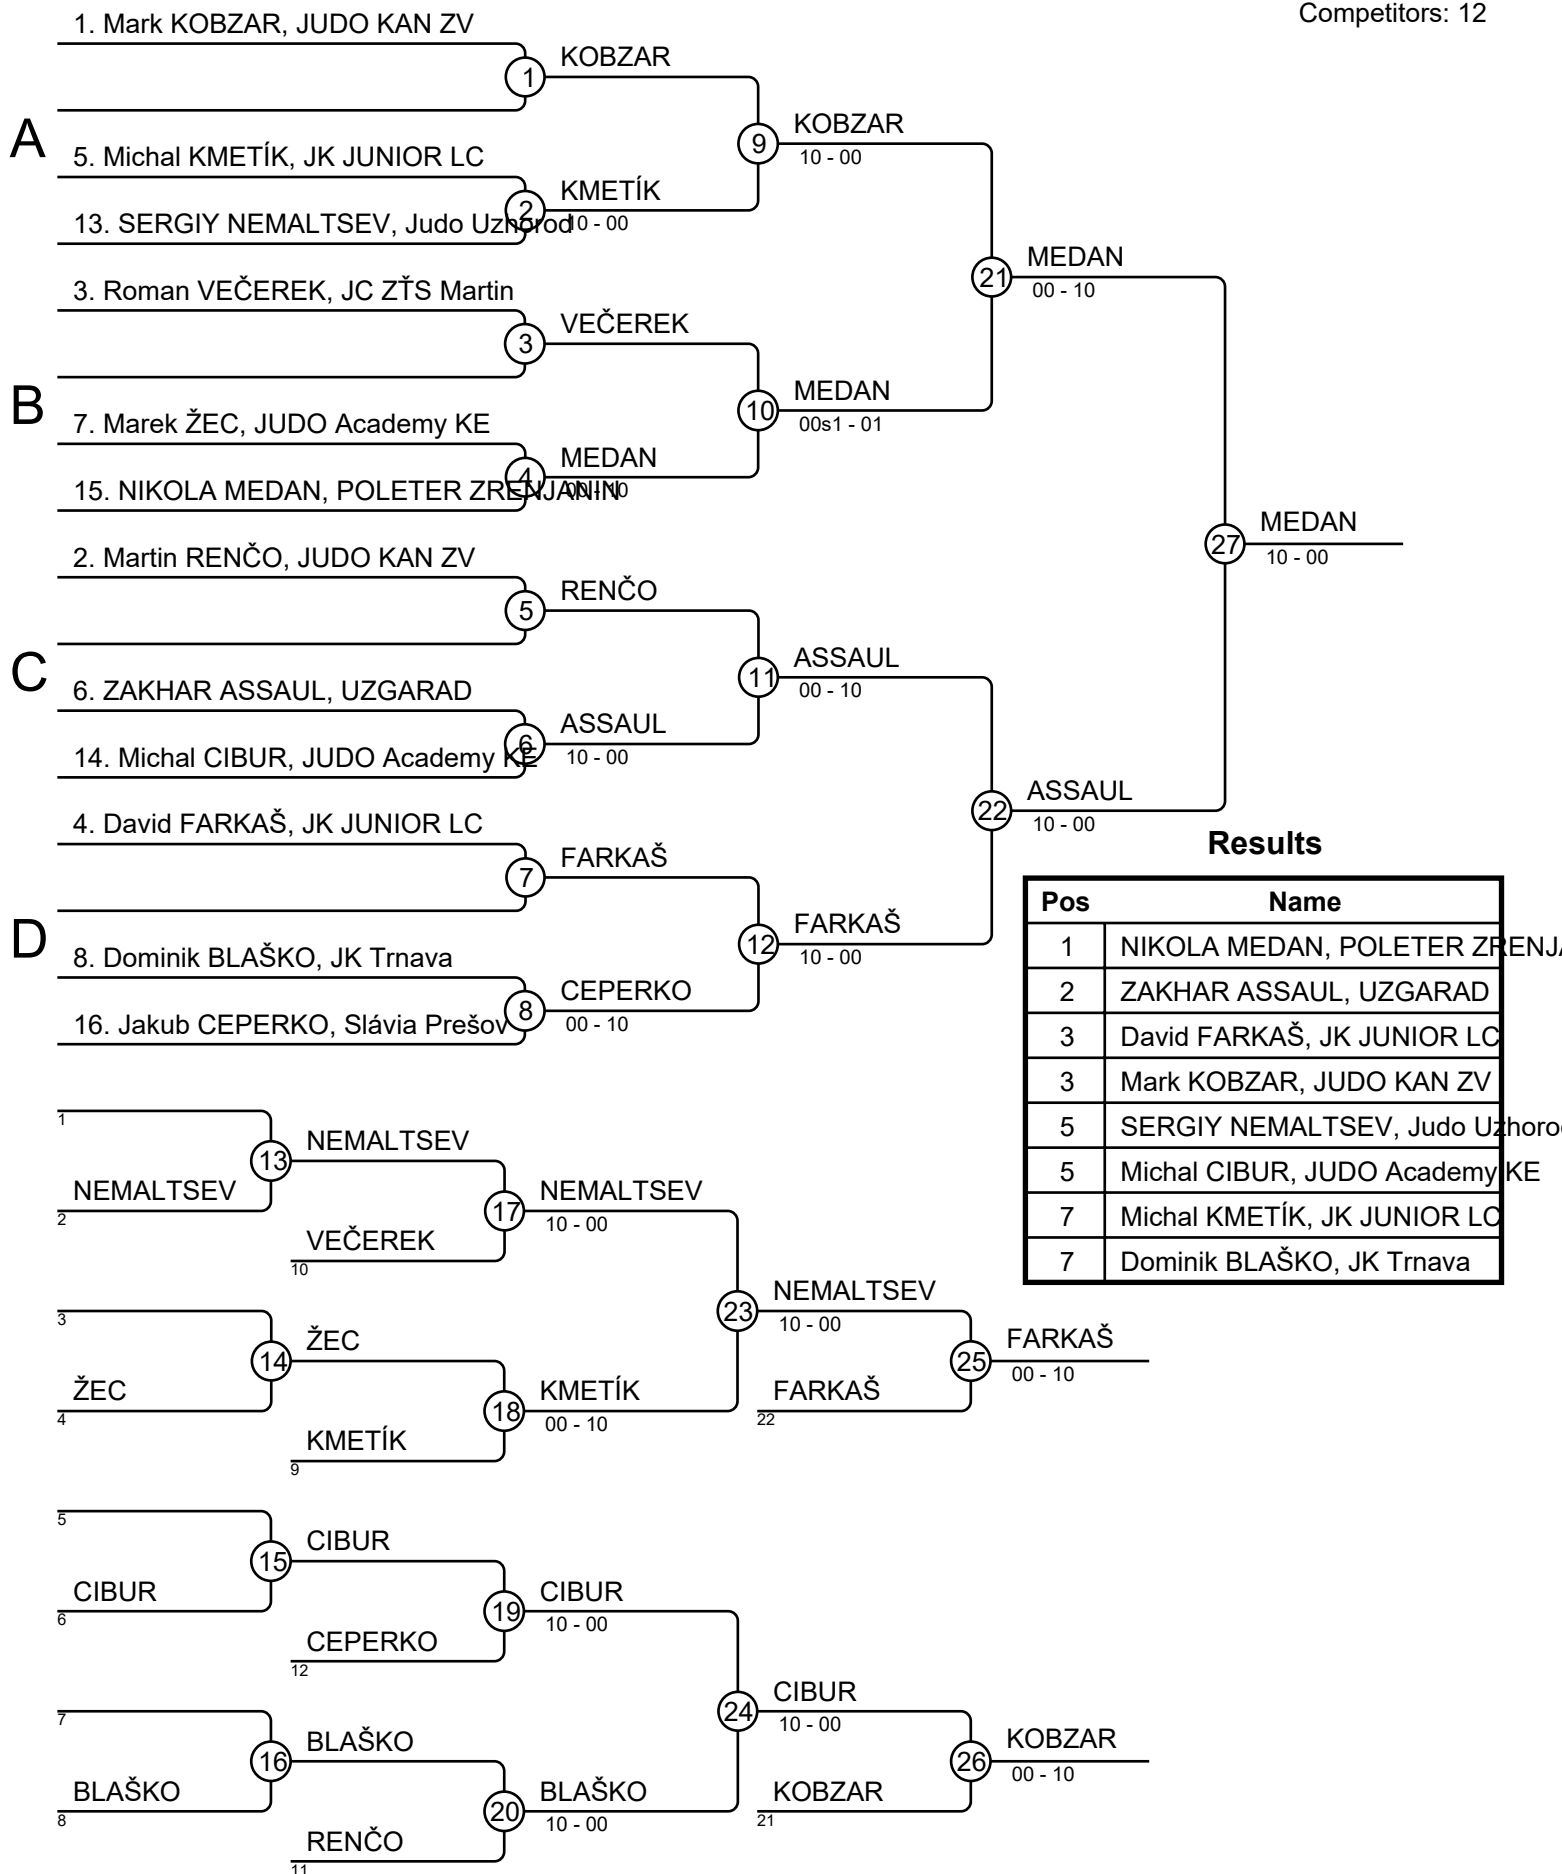 Competitors: 12
1. Mark KOBZAR, JUDO KAN ZV
1
KOBZAR
A
5. Michal KMETÍK, JK JUNIOR LC
9
KOBZAR
10 - 00
2
KMETÍK
10 - 00
13. SERGIY NEMALTSEV, Judo Uzhorod
3. Roman VEČEREK, JC ZŤS Martin
21
MEDAN
00 - 10
3
VEČEREK
B
7. Marek ŽEC, JUDO Academy KE
10
MEDAN
00s1 - 01
4
MEDAN
00 - 10
15. NIKOLA MEDAN, POLETER ZRENJANIN
27
MEDAN
10 - 00
2. Martin RENČO, JUDO KAN ZV
5
RENČO
C
6. ZAKHAR ASSAUL, UZGARAD
11
ASSAUL
00 - 10
6
ASSAUL
10 - 00
14. Michal CIBUR, JUDO Academy KE
4. David FARKAŠ, JK JUNIOR LC
22
ASSAUL
10 - 00
7
FARKAŠ
D
8. Dominik BLAŠKO, JK Trnava
12
FARKAŠ
10 - 00
8
CEPERKO
00 - 10
16. Jakub CEPERKO, Slávia Prešov
Results
Pos Name
1 NIKOLA MEDAN, POLETER ZRENJA
2 ZAKHAR ASSAUL, UZGARAD
3 David FARKAŠ, JK JUNIOR LC
3 Mark KOBZAR, JUDO KAN ZV
5 SERGIY NEMALTSEV, Judo Uzhorod
5 Michal CIBUR, JUDO Academy KE
7 Michal KMETÍK, JK JUNIOR LC
7 Dominik BLAŠKO, JK Trnava
1
13
NEMALTSEV
NEMALTSEV
2
17
NEMALTSEV
10 - 00
VEČEREK
10
3
23
NEMALTSEV
10 - 00
14
ŽEC
25
FARKAŠ
00 - 10
ŽEC
4
18
KMETÍK
00 - 10
FARKAŠ
22
KMETÍK
9
5
15
CIBUR
CIBUR
6
19
CIBUR
10 - 00
CEPERKO
12
7
24
CIBUR
10 - 00
16
BLAŠKO
26
KOBZAR
00 - 10
BLAŠKO
8
20
BLAŠKO
10 - 00
KOBZAR
21
RENČO
11